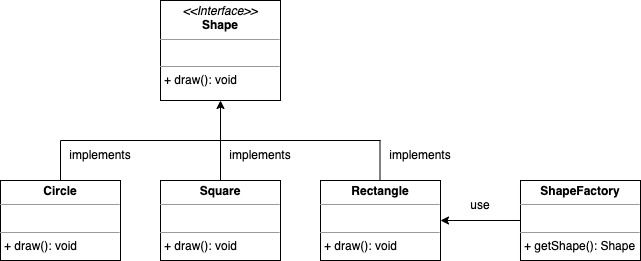 <<Interface>>
Shape
+ draw(): void
implements
implements
implements
Circle
+ draw(): void
Square
+ draw(): void
Rectangle
+ draw(): void
use
ShapeFactory
+ getShape(): Shape